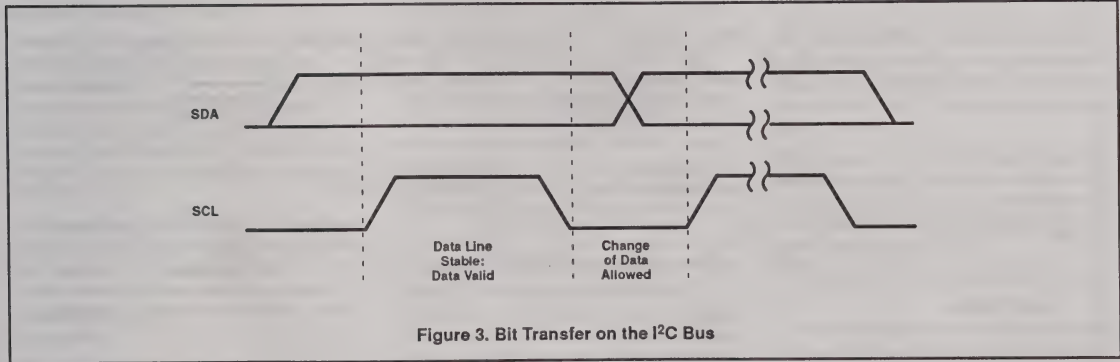 SDA
SCL
Data Line
Stable:
Data Valid
Change
of Data
Allowed
Figure 3. Bit Transfer on the I²C Bus